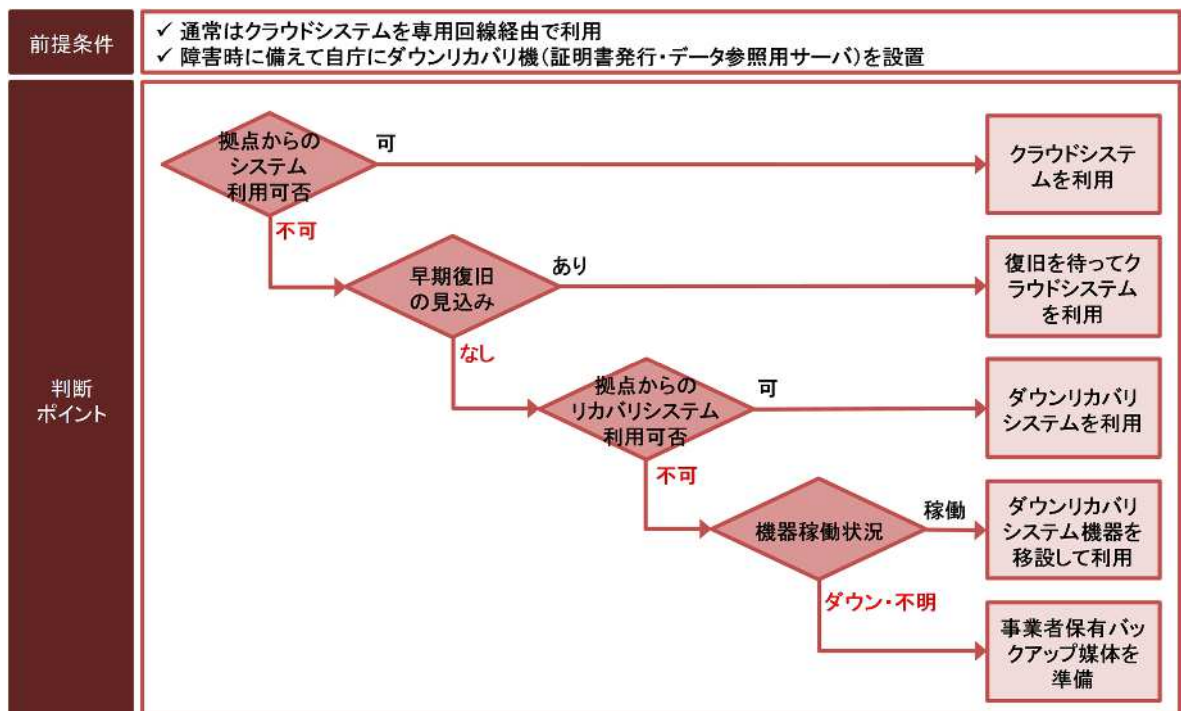 前提条件
✓ 通常はクラウドシステムを専用回線経由で利用
✓ 障害時に備えて自庁にダウンリカバリ機(証明書発行・データ参照用サーバ)を設置
判断
ポイント
拠点からの
システム
利用可否
可
クラウドシステ
ムを利用
不可
早期復旧
の見込み
あり
復旧を待ってク
ラウドシステム
を利用
なし
拠点からの
リカバリシステム
利用可否
可
ダウンリカバリ
システムを利用
不可
機器稼働状況
稼働
ダウンリカバリ
システム機器を
移設して利用
ダウン・不明
事業者保有バッ
クアップ媒体を
準備